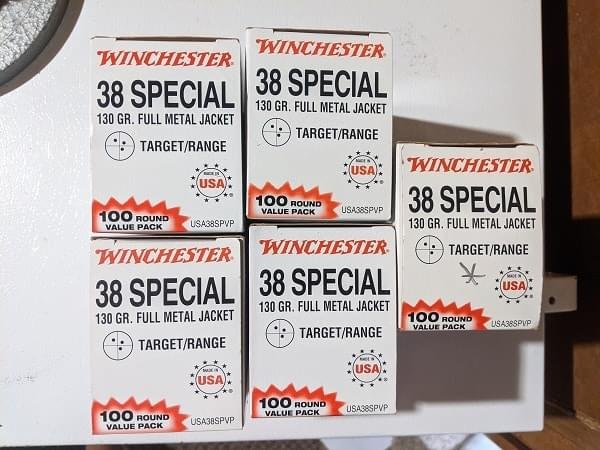 WINCHESTER
38 SPECIAL
130 GR. FULL METAL JACKET
TARGET/RANGE
MADE IN
USA
100 ROUND
VALUE PACK
USA38SPVP
WINCHESTER
38 SPECIAL
130 GR. FULL METAL JACKET
TARGET/RANGE
MADE IN
USA
100 ROUND
VALUE PACK
USA38SPVP
WINCHESTER
38 SPECIAL
130 GR. FULL METAL JACKET
TARGET/RANGE
MADE IN
USA
100 ROUND
VALUE PACK
USA38SPVP
WINCHESTER
38 SPECIAL
130 GR. FULL METAL JACKET
TARGET/RANGE
MADE IN
USA
100 ROUND
VALUE PACK
USA38SPVP
WINCHESTER
38 SPECIAL
130 GR. FULL METAL JACKET
TARGET/RANGE
MADE IN
USA
100 ROUND
VALUE PACK
USA38SPVP